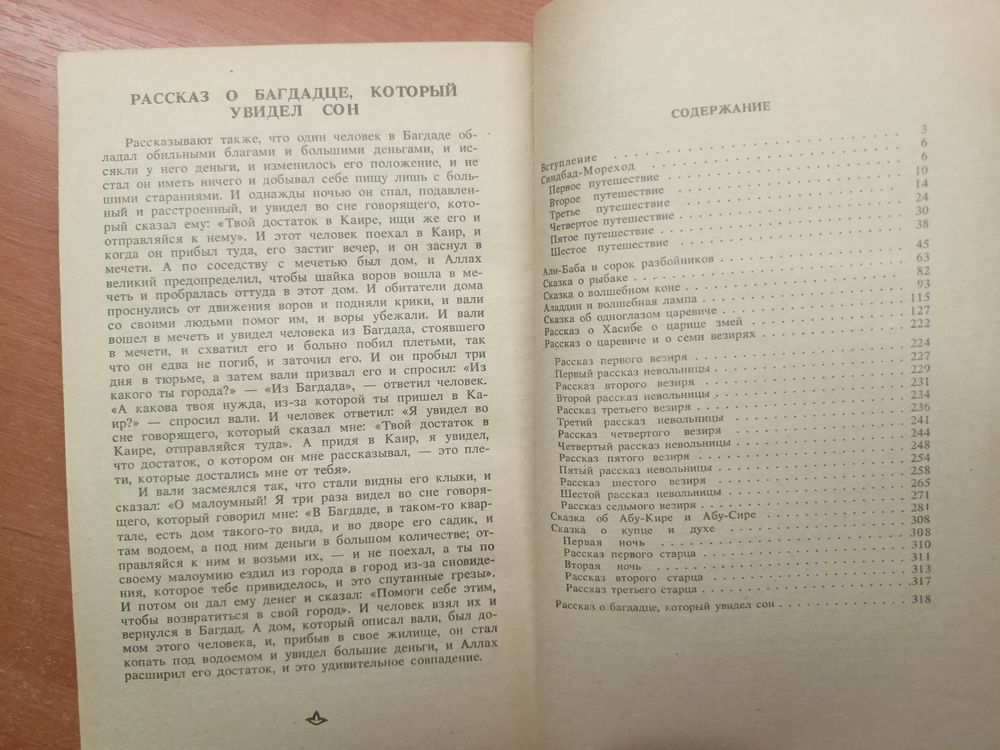 РАССКАЗ О БАГДАДЦЕ, КОТОРЫЙ
УВИДЕЛ СОН
Рассказывают также, что один человек в Багдаде об-
ладал обильными благами и большими деньгами, и ис-
сякли у него деньги, и изменилось его положение, и не
стал он иметь ничего и добывал себе пищу лишь с боль-
шими стараниями. И однажды ночью он спал, подавлен-
ный и расстроенный, и увидел во сне говорящего, кото-
рый сказал ему: «Твой достаток в Каире, ищи же его и
отправляйся к нему». И этот человек поехал в Каир, и
когда он прибыл туда, его застиг вечер, и он заснул в
мечети. А по соседству с мечетью был дом, и Аллах
великий предопределил, чтобы шайка воров вошла в ме-
четь и пробралась оттуда в этот дом. И обитатели дома
проснулись от движения воров и подняли крики, и вали
со своими людьми помог им, и воры убежали. И вали
вошел в мечеть и увидел человека из Багдада, стоявшего
в мечети, и схватил его и больно побил плетьми, так
что он едва не погиб, и заточил его. И он пробыл три
дня в тюрьме, а затем вали призвал его и спросил: «Из
какого ты города?» — «Из Багдада», — ответил человек.
«А какова твоя нужда, из-за которой ты пришел в Ка-
ир?» — спросил вали. И человек ответил: «Я увидел во
сне говорящего, который сказал мне: «Твой достаток в
Каире, отправляйся туда». А придя в Каир, я увидел,
что достаток, о котором он мне рассказывал, — это пле-
ти, которые достались мне от тебя».
И вали засмеялся так, что стали видны его клыки, и
сказал: «О малоумный! Я три раза видел во сне говоря-
щего, который говорил мне: «В Багдаде, в таком-то квар-
тале, есть дом такого-то вида, и во дворе его садик, и
там водоем, а под ним деньги в большом количестве; от-
правляйся к ним и возьми их, — и не поехал, а ты по
своему малоумию ездил из города в город из-за сновиде-
ния, которое тебе привиделось, и это спутанные грезы».
И потом он дал ему денег и сказал: «Помоги себе этим,
чтобы возвратиться в свой город». И человек взял их и
вернулся в Багдад. А дом, который описал вали, был до-
мом этого человека, и, прибыв в свое жилище, он стал
копать под водоемом и увидел большие деньги, и Аллах
расширил его достаток, и это удивительное совпадение.
СОДЕРЖАНИЕ
Вступление . . . 3
Синдбад-Мореход . . . 6
Первое путешествие . . . 6
Второе путешествие . . . 10
Третье путешествие . . . 14
Четвертое путешествие . . . 24
Пятое путешествие . . . 30
Шестое путешествие . . . 38
Али-Баба и сорок разбойников . . . 45
Сказка о рыбаке . . . 63
Сказка о волшебном коне . . . 82
Аладдин и волшебная лампа . . . 93
Сказка об одноглазом царевиче . . . 115
Рассказ о Хасибе о царице змей . . . 127
Рассказ о царевиче и о семи везирях . . . 222
Рассказ первого везиря . . . 224
Первый рассказ невольницы . . . 227
Рассказ второго везиря . . . 229
Второй рассказ невольницы . . . 231
Рассказ третьего везиря . . . 234
Третий рассказ невольницы . . . 236
Рассказ четвертого везиря . . . 241
Четвертый рассказ невольницы . . . 244
Рассказ пятого везиря . . . 248
Пятый рассказ невольницы . . . 254
Рассказ шестого везиря . . . 258
Шестой рассказ невольницы . . . 265
Рассказ седьмого везиря . . . 271
Сказка об Абу-Кире и Абу-Сире . . . 281
Сказка о купце и духе . . . 308
Первая ночь . . . 308
Рассказ первого старца . . . 310
Вторая ночь . . . 311
Рассказ второго старца . . . 313
Рассказ третьего старца . . . 317
Рассказ о багдадце, который увидел сон . . . 318